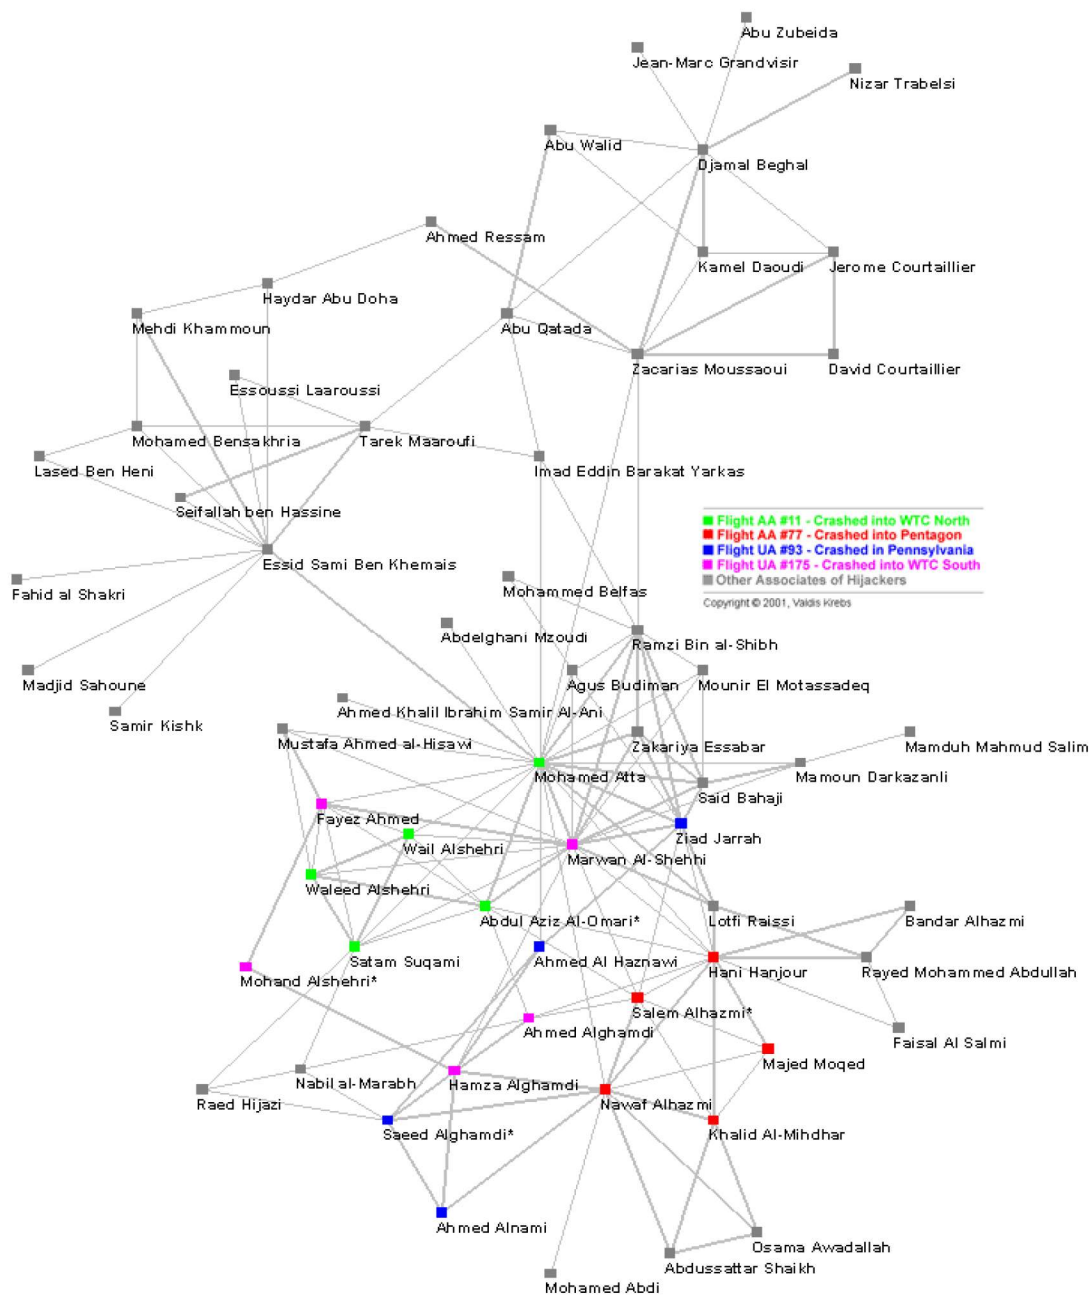 Abu Zubeida
Jean-Marc Grandvisir
Nizar Trabelsi
Abu Walid
Djamal Beghal
Ahmed Ressam
Kamel Daoudi
Jerome Courtaillier
Haydar Abu Doha
Mehdi Khammoun
Abu Qatada
Zacarias Moussaoui
David Courtaillier
Essoussi Laaroussi
Mohamed Bensakhria
Tarek Maaroufi
Lased Ben Heni
Imad Eddin Barakat Yarkas
Seifallah ben Hassine
Flight AA #11 - Crashed into WTC North
Flight AA #77 - Crashed into Pentagon
Flight UA #93 - Crashed in Pennsylvania
Flight UA #175 - Crashed into WTC South
Other Associates of Hijackers
Copyright © 2001, Valdis Krebs
Essid Sami Ben Khemais
Fahid al Shakri
Mohammed Belfas
Abdelghani Mzoudi
Ramzi Bin al-Shibh
Madjid Sahoune
Agus Budiman
Mounir El Motassadeq
Samir Kishk
Ahmed Khalil Ibrahim Samir Al-Ani
Mustafa Ahmed al-Hisawi
Zakariya Essabar
Mamduh Mahmud Salim
Mohamed Atta
Mamoun Darkazanli
Said Bahaji
Fayez Ahmed
Ziad Jarrah
Wail Alshehri
Marwan Al-Shehhi
Waleed Alshehri
Abdul Aziz Al-Omari*
Lotfi Raissi
Bandar Alhazmi
Satam Suqami
Ahmed Al Haznawi
Hani Hanjour
Rayed Mohammed Abdullah
Mohand Alshehri*
Salem Alhazmi*
Ahmed Alghamdi
Faisal Al Salmi
Majed Moqed
Nabil al-Marabh
Hamza Alghamdi
Raed Hijazi
Nawaf Alhazmi
Saeed Alghamdi*
Khalid Al-Mihdhar
Ahmed Alnami
Osama Awadallah
Abdussattar Shaikh
Mohamed Abdi